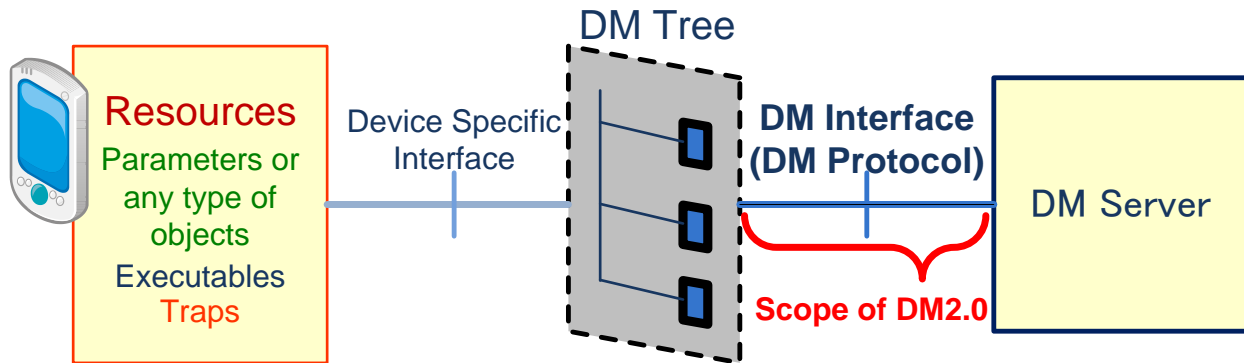 DM Tree
Resources
Parameters or
any type of
objects
Executables
Traps
Device Specific
Interface
DM Interface
(DM Protocol)
Scope of DM2.0
DM Server